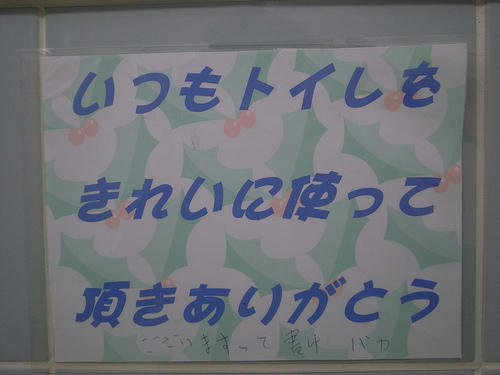 いつもトイレを
きれいに使って
頂きありがとう
ございますって書け バカ